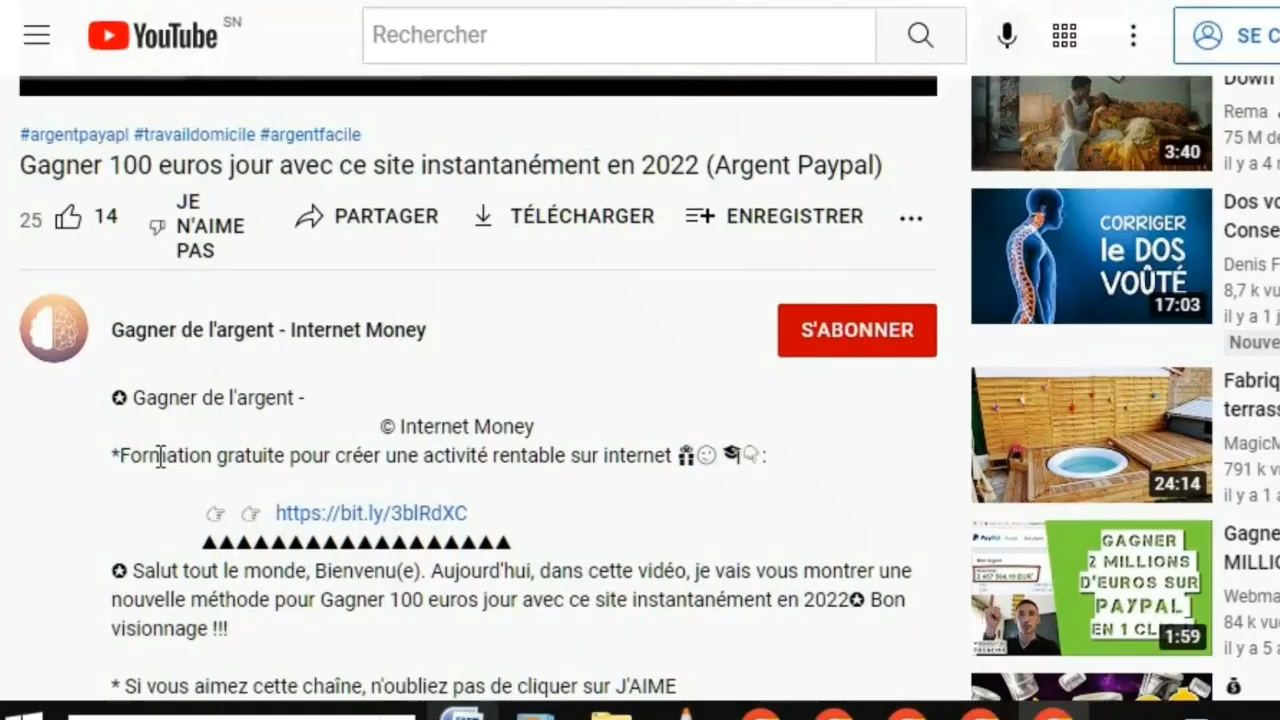 YouTube SN
Rechercher
SE C
#argentpayapl #travaildomicile #argentfacile
Gagner 100 euros jour avec ce site instantanément en 2022 (Argent Paypal)
25 14 JE N'AIME PAS PARTAGER TÉLÉCHARGER ENREGISTRER ...
Gagner de l'argent - Internet Money
S'ABONNER
✪ Gagner de l'argent -
© Internet Money
*Formation gratuite pour créer une activité rentable sur internet :
https://bit.ly/3blRdXC
▲▲▲▲▲▲▲▲▲▲▲▲▲▲▲▲▲
✪ Salut tout le monde, Bienvenu(e). Aujourd'hui, dans cette vidéo, je vais vous montrer une
nouvelle méthode pour Gagner 100 euros jour avec ce site instantanément en 2022✪ Bon
visionnage !!!
* Si vous aimez cette chaîne, n'oubliez pas de cliquer sur J'AIME
3:40
Down
Rema
75 M de
il y a 4
CORRIGER
le DOS
VOÛTÉ
17:03
Dos vo
Conse
Denis F
8,7 k vu
il y a 1 j
Nouve
24:14
Fabriq
terrass
MagicM
791 k v
il y a 1 a
PayPal
GAGNER
2 MILLIONS
D'EUROS SUR
PAYPAL
EN 1 CLI
1:59
Gagne
MILLIO
Webma
84 k vu
il y a 5 a